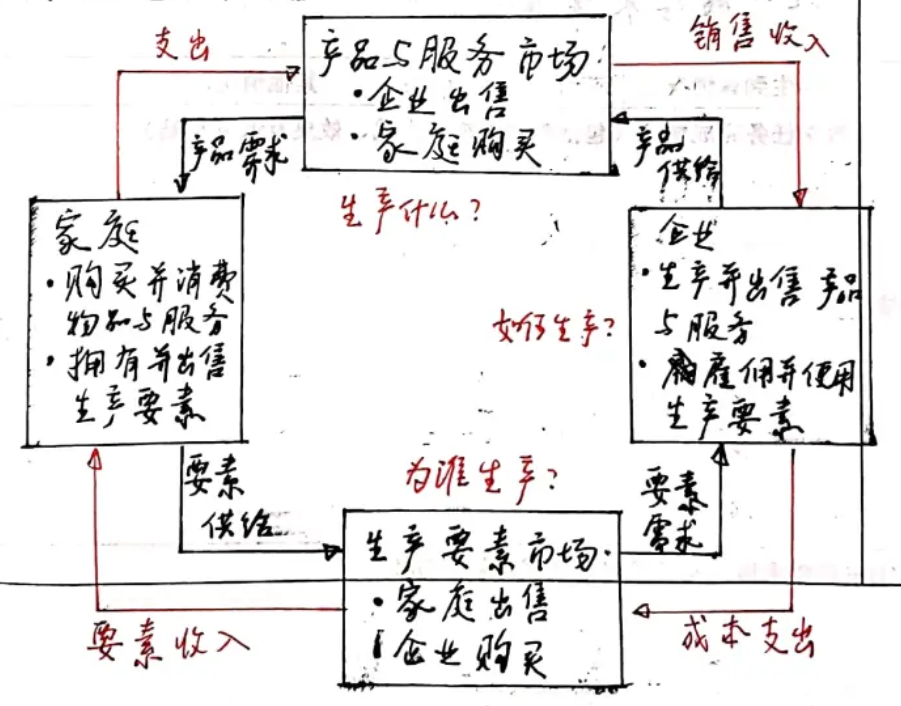 支出
产品与服务市场
·企业出售
·家庭购买
销售收入
产品需求
产品
供给
生产什么?
家庭
·购买并消费
物品与服务
·拥有并出售
生产要素
企业
·生产并出售产品
与服务
·雇佣并使用
生产要素
如何生产?
为谁生产?
要素
供给
要素
需求
生产要素市场
·家庭出售
·企业购买
要素收入
成本支出